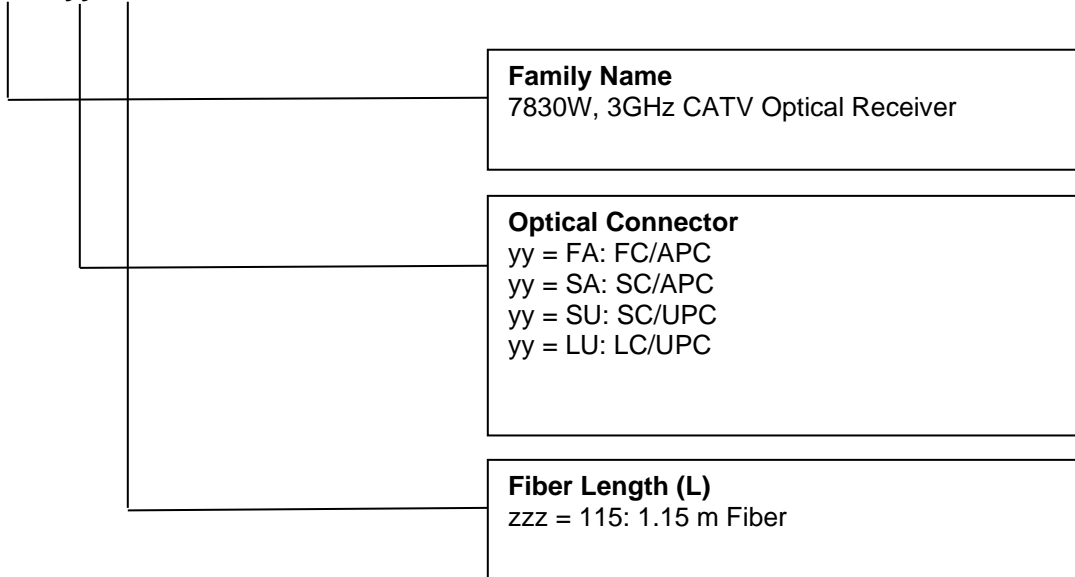 Family Name
7830W, 3GHz CATV Optical Receiver
Optical Connector
yy = FA: FC/APC
yy = SA: SC/APC
yy = SU: SC/UPC
yy = LU: LC/UPC
Fiber Length (L)
zzz = 115: 1.15 m Fiber